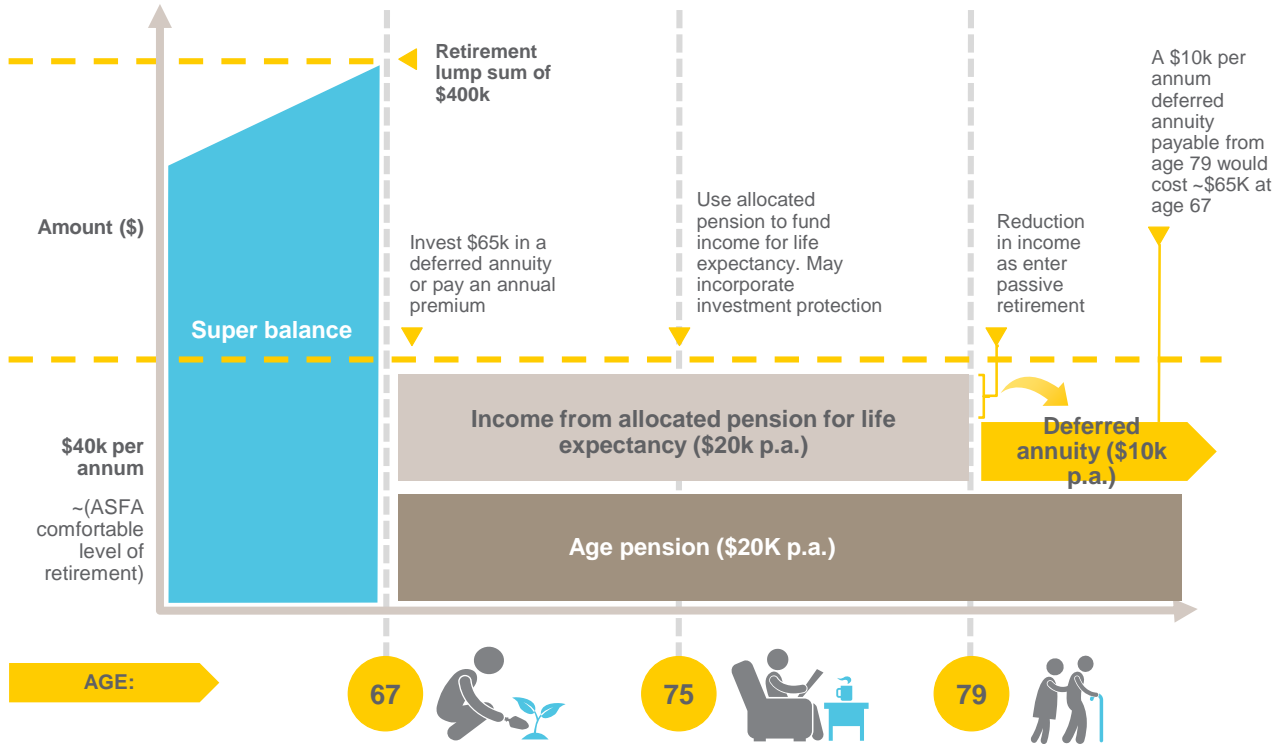 Retirement
lump sum of
$400k
A $10k per
annum
deferred
annuity
payable from
age 79 would
cost ~$65K at
age 67
Amount ($)
Invest $65k in a
deferred annuity
or pay an annual
premium
Use allocated
pension to fund
income for life
expectancy. May
incorporate
investment protection
Reduction
in income
as enter
passive
retirement
Super balance
$40k per
annum
~(ASFA
comfortable
level of
retirement)
Income from allocated pension for life
expectancy ($20k p.a.)
Deferred
annuity ($10k
p.a.)
Age pension ($20K p.a.)
AGE:
67
75
79